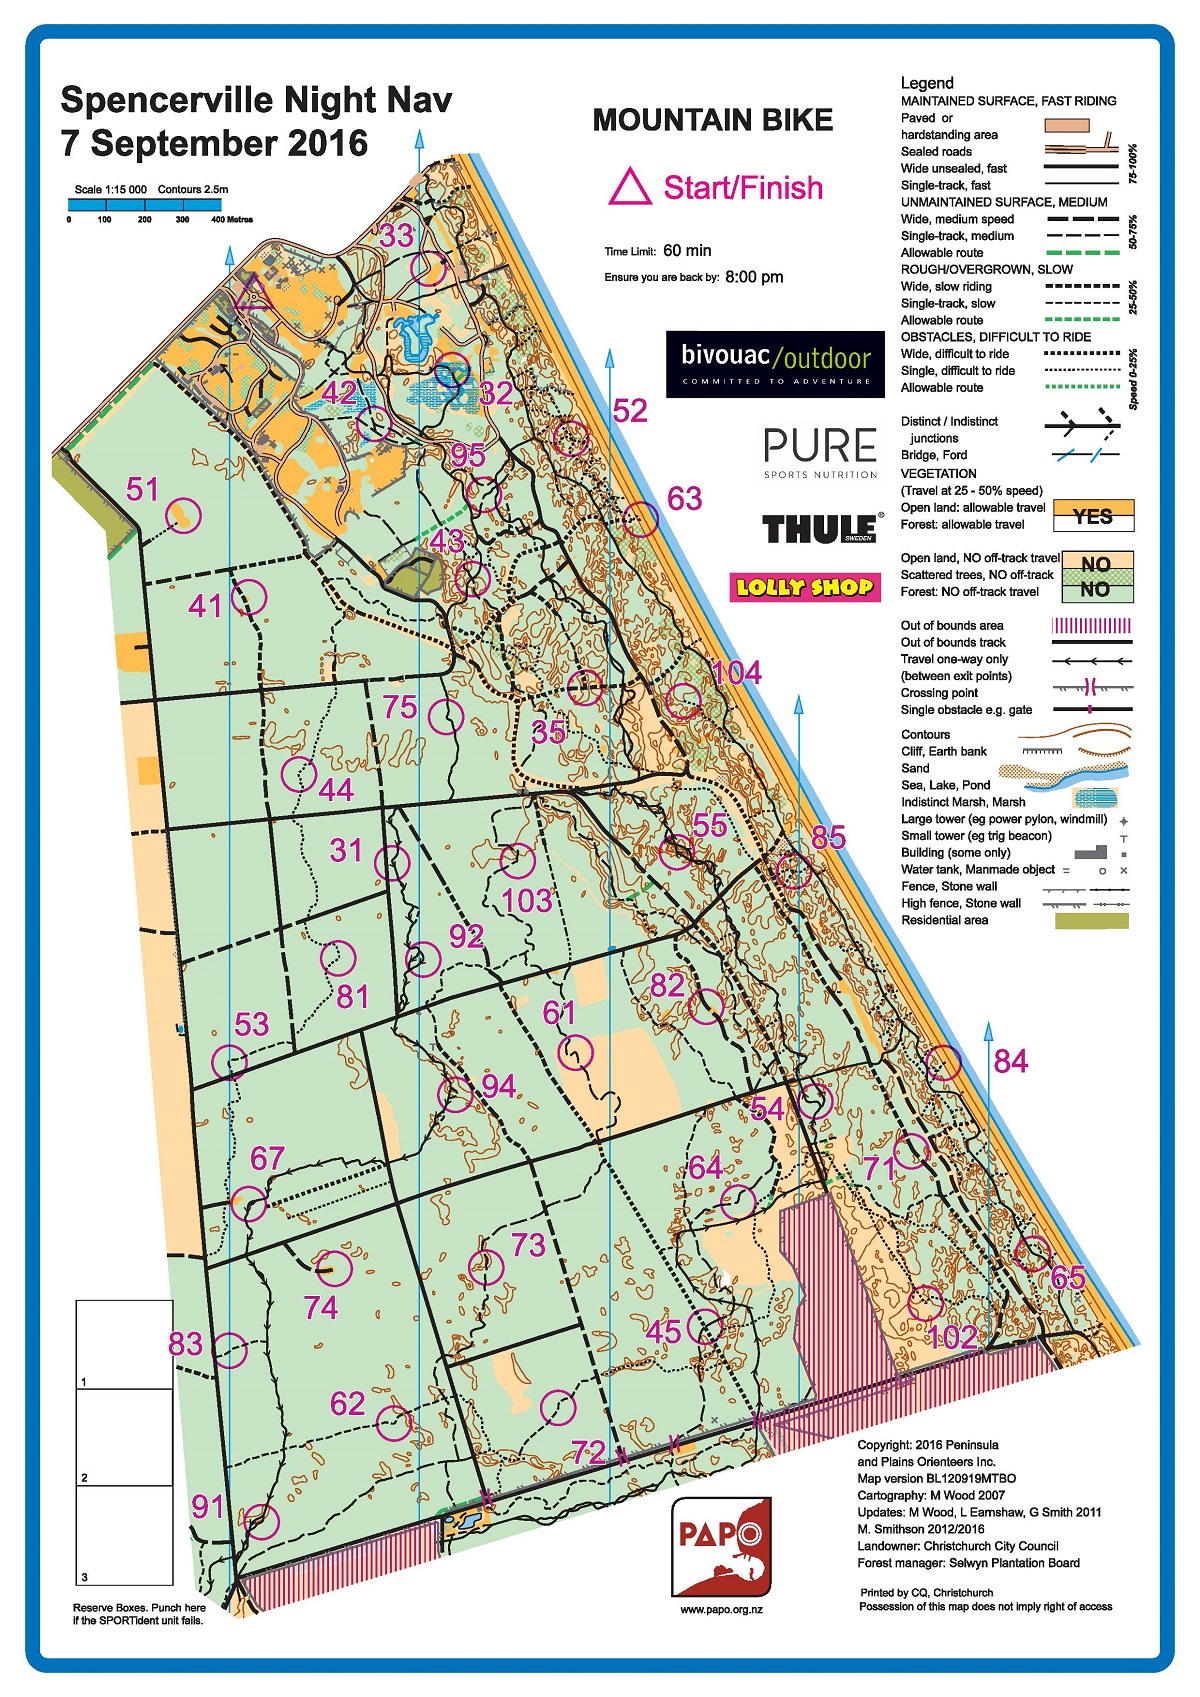 Spencerville Night Nav
7 September 2016
Scale 1:15 000 Contours 2.5m
0 100 200 300 400 Metres
MOUNTAIN BIKE
Start/Finish
Time Limit: 60 min
Ensure you are back by: 8:00 pm
bivouac/outdoor
COMMITTED TO ADVENTURE
PURE
SPORTS NUTRITION
THULE®
SWEDEN
LOLLY SHOP
Legend
MAINTAINED SURFACE, FAST RIDING
Paved or
hardstanding area
Sealed roads
Wide unsealed, fast
Single-track, fast
75-100%
UNMAINTAINED SURFACE, MEDIUM
Wide, medium speed
Single-track, medium
Allowable route
50-75%
ROUGH/OVERGROWN, SLOW
Wide, slow riding
Single-track, slow
Allowable route
25-50%
OBSTACLES, DIFFICULT TO RIDE
Wide, difficult to ride
Single, difficult to ride
Allowable route
Speed 0-25%
Distinct / Indistinct
junctions
Bridge, Ford
VEGETATION
(Travel at 25 - 50% speed)
Open land: allowable travel
Forest: allowable travel
YES
Open land, NO off-track travel
Scattered trees, NO off-track
Forest: NO off-track travel
NO
NO
Out of bounds area
Out of bounds track
Travel one-way only
(between exit points)
Crossing point
Single obstacle e.g. gate
Contours
Cliff, Earth bank
Sand
Sea, Lake, Pond
Indistinct Marsh, Marsh
Large tower (eg power pylon, windmill)
Small tower (eg trig beacon)
Building (some only)
Water tank, Manmade object
Fence, Stone wall
High fence, Stone wall
Residential area
33
42
32
52
95
51
63
43
41
104
75
35
44
55
85
31
103
92
82
81
61
53
84
94
54
67
64
71
73
65
74
45
102
83
62
72
91
1
2
3
Reserve Boxes. Punch here
if the SPORTident unit fails.
PAPO
www.papo.org.nz
Copyright: 2016 Peninsula
and Plains Orienteers Inc.
Map version BL120919MTBO
Cartography: M Wood 2007
Updates: M Wood, L Earnshaw, G Smith 2011
M. Smithson 2012/2016
Landowner: Christchurch City Council
Forest manager: Selwyn Plantation Board
Printed by CQ, Christchurch
Possession of this map does not imply right of access